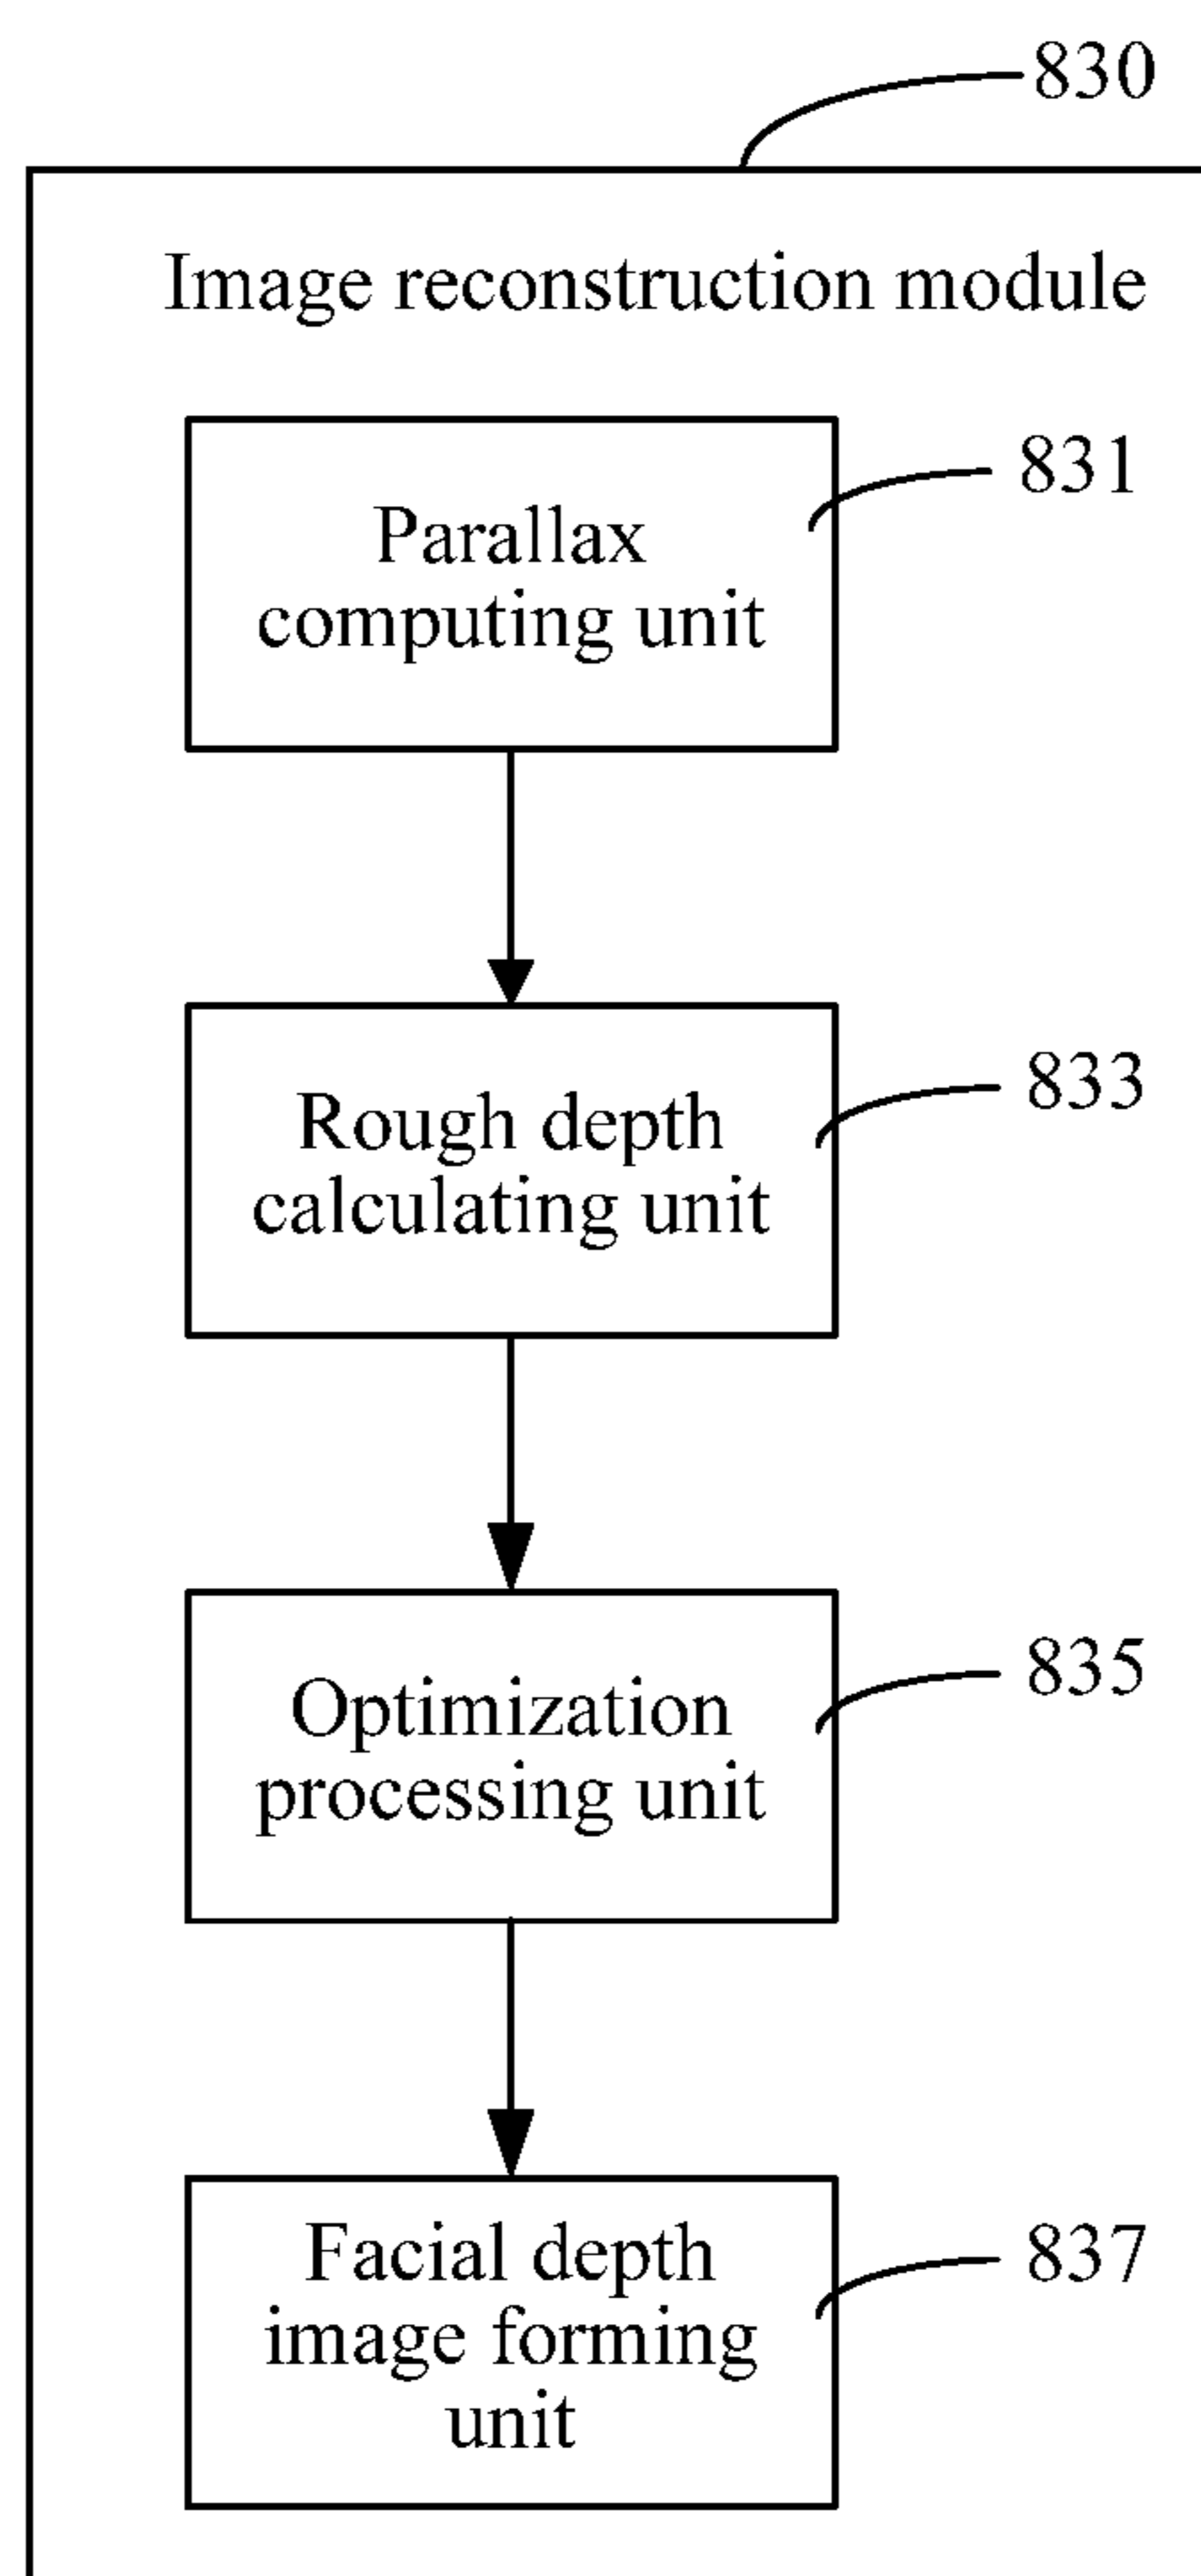 830
Image reconstruction module
831
Parallax
computing unit
833
Rough depth
calculating unit
835
Optimization
processing unit
837
Facial depth
image forming
unit